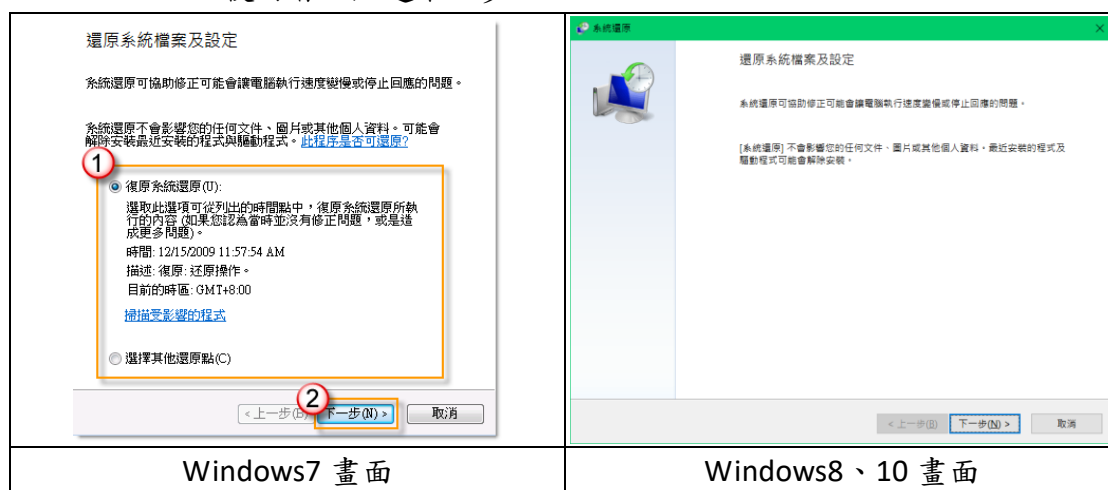 還原系統檔案及設定
系統還原可協助修正可能會讓電腦執行速度變慢或停止回應的問題。
系統還原不會影響您的任何文件、圖片或其他個人資料。可能會
解除安裝最近安裝的程式與驅動程式。此程序是否可還原?
1
復原系統還原(U):
選取此選項可從列出的時間點中，復原系統還原所執
行的內容 (如果您認為當時並沒有修正問題，或是造
成更多問題)。
時間: 12/15/2009 11:57:54 AM
描述: 復原: 还原操作。
目前的時區: GMT+8:00
掃描受影響的程式
選擇其他還原點(C)
2
<上一步(B) 下一步(N) > 取消
系統還原
還原系統檔案及設定
系統還原可協助修正可能會讓電腦執行速度變慢或停止回應的問題。
[系統還原] 不會影響您的任何文件、圖片或其他個人資料。最近安裝的程式及
驅動程式可能會解除安裝。
< 上一步(B) 下一步(N) > 取消
Windows7 畫面
Windows8、10 畫面